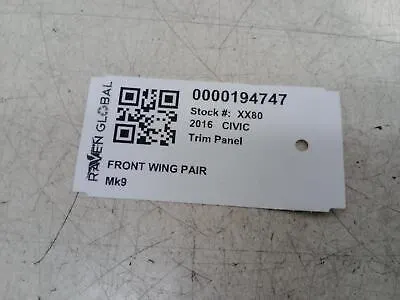 RAVEN GLOBAL
0000194747
Stock #: XX80
2016 CIVIC
Trim Panel
FRONT WING PAIR
Mk9